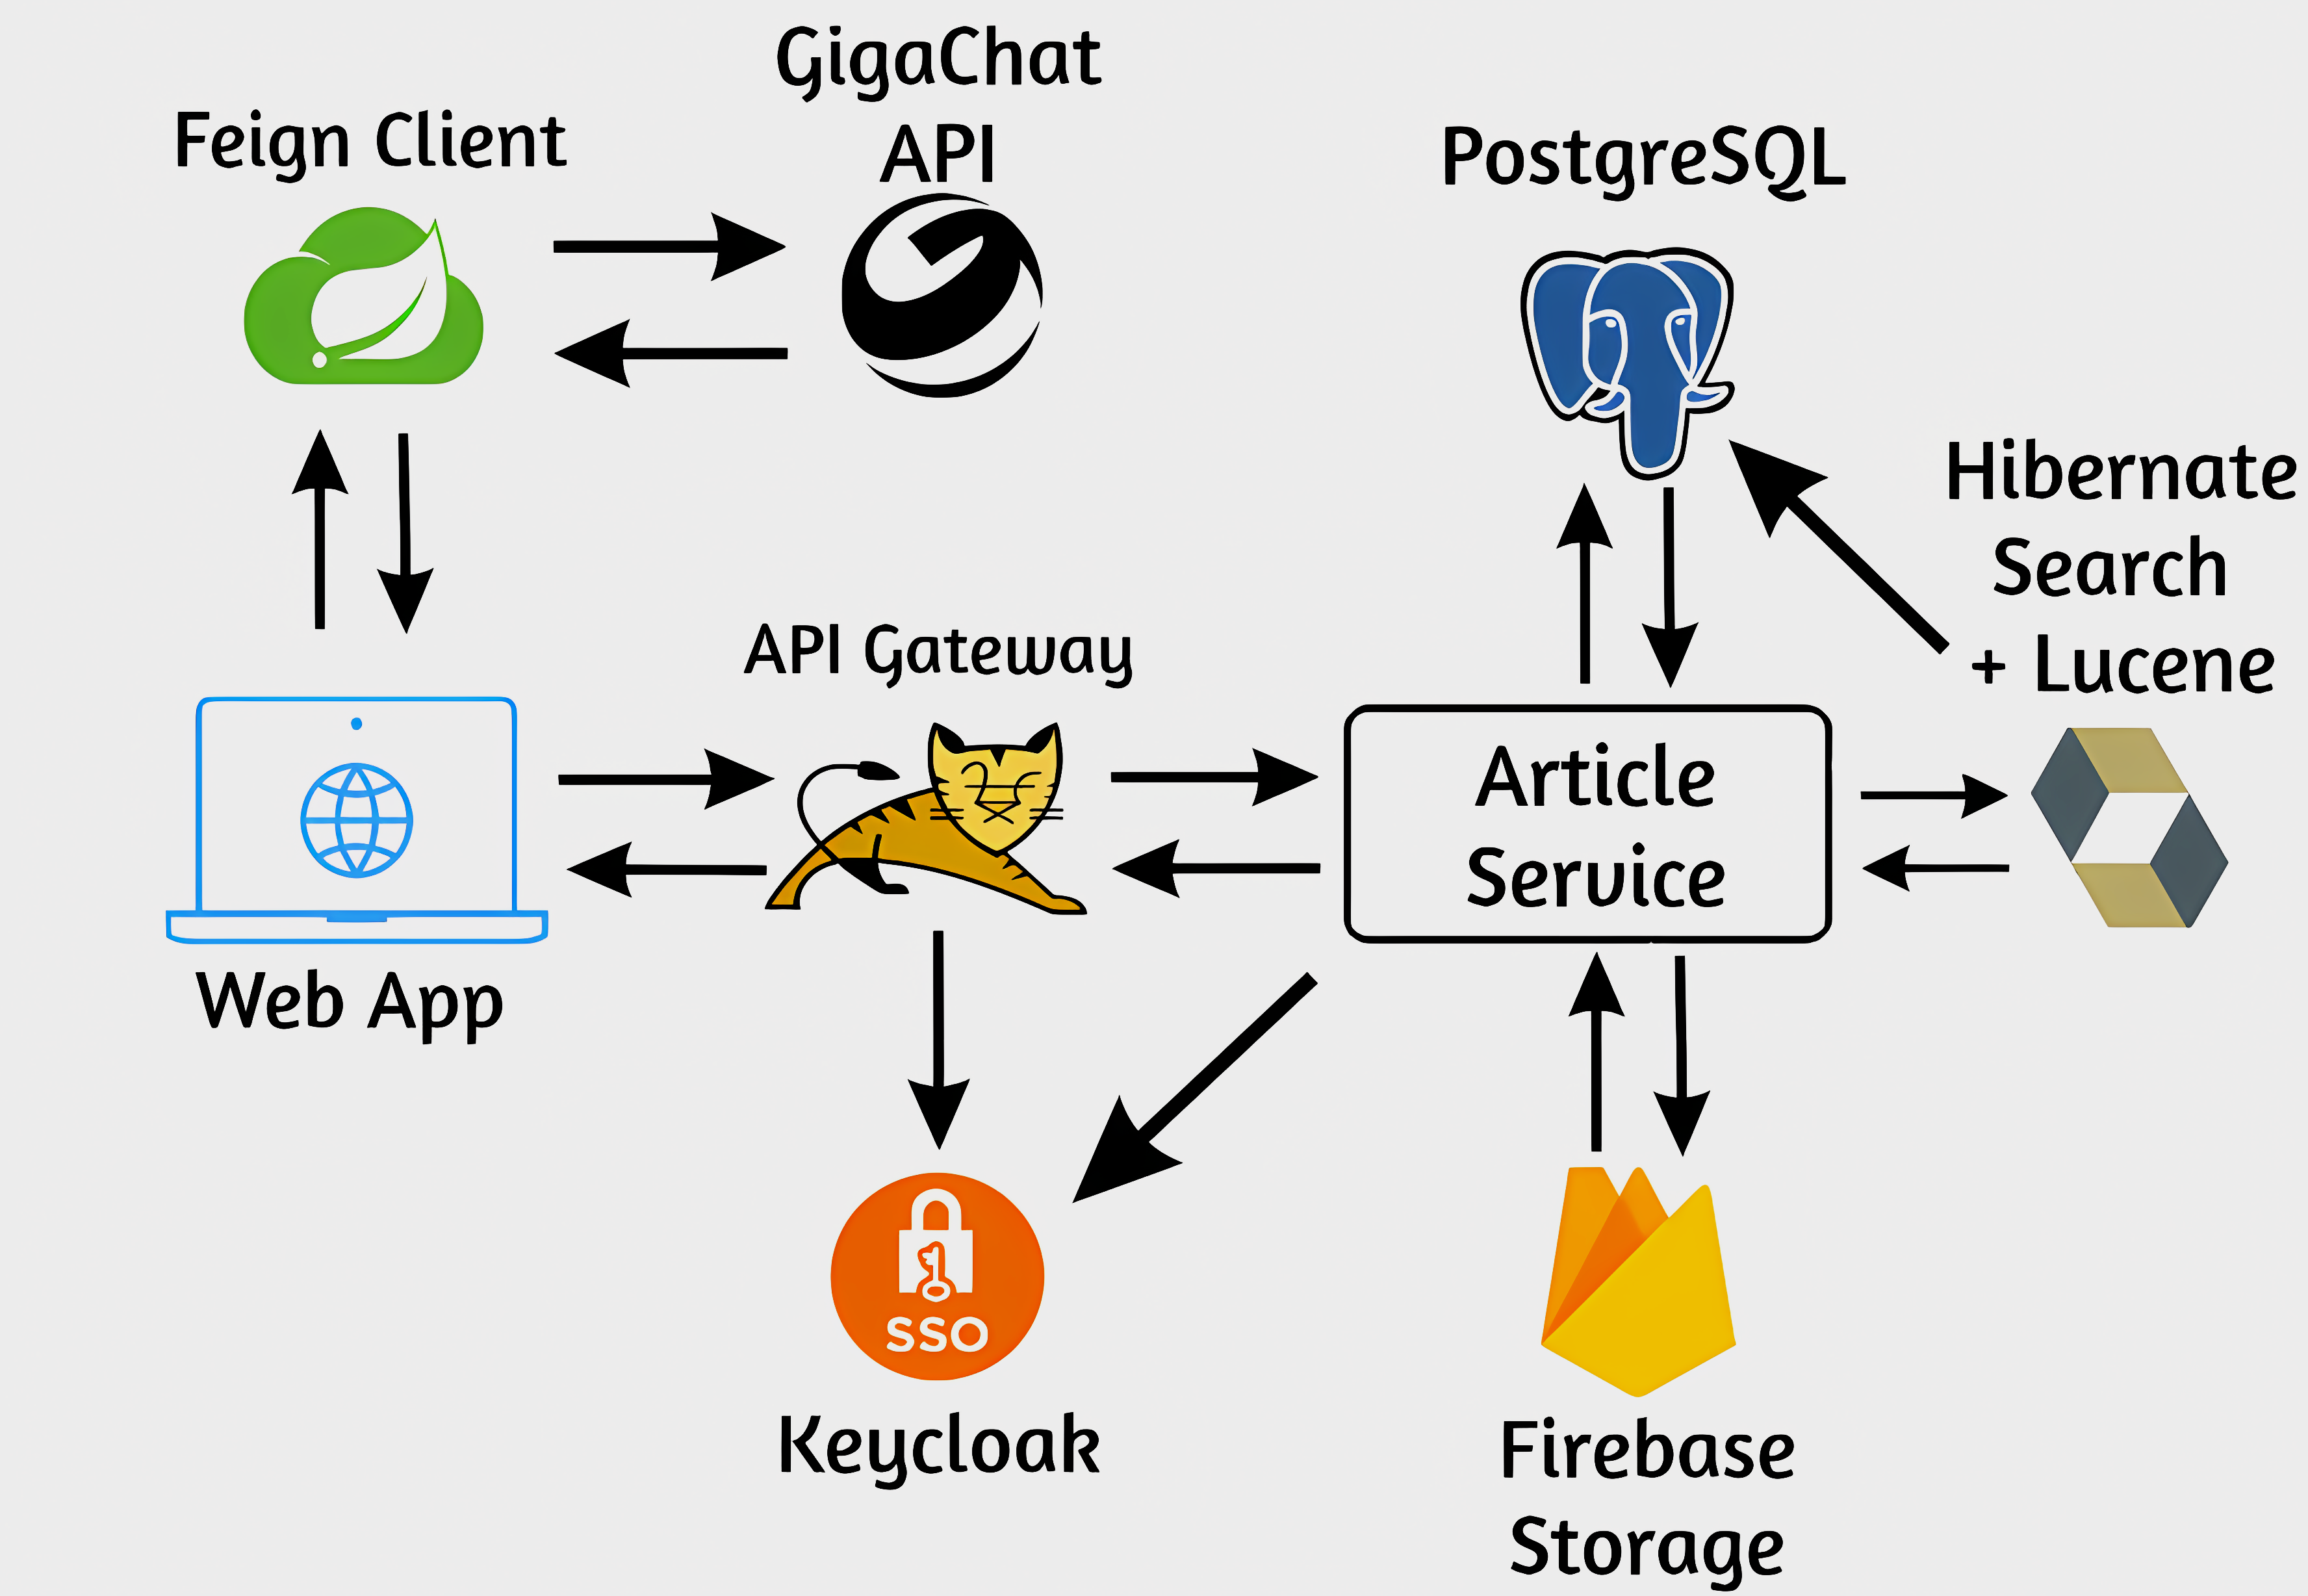 GigaChat
API
Feign Client
PostgreSQL
Hibernate
Search
+ Lucene
API Gateway
Article
Service
Web App
SSO
Keycloak
Firebase
Storage